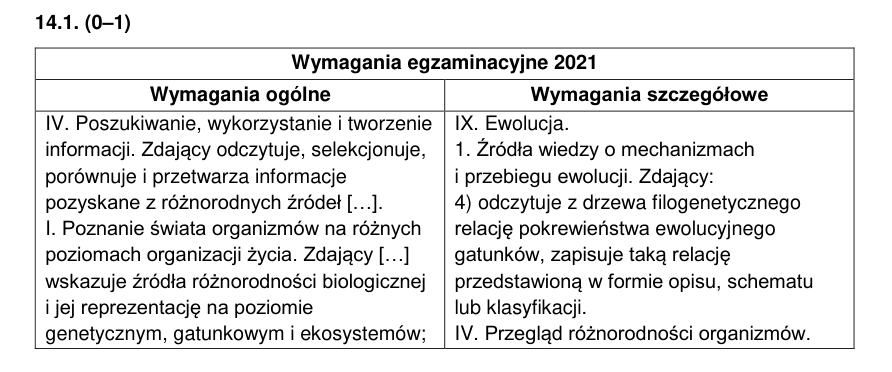 14.1. (0–1)
Wymagania egzaminacyjne 2021
Wymagania ogólne
Wymagania szczegółowe
IV. Poszukiwanie, wykorzystanie i tworzenie
informacji. Zdający odczytuje, selekcjonuje,
porównuje i przetwarza informacje
pozyskane z różnorodnych źródeł […].
I. Poznanie świata organizmów na różnych
poziomach organizacji życia. Zdający […]
wskazuje źródła różnorodności biologicznej
i jej reprezentację na poziomie
genetycznym, gatunkowym i ekosystemów;
IX. Ewolucja.
1. Źródła wiedzy o mechanizmach
i przebiegu ewolucji. Zdający:
4) odczytuje z drzewa filogenetycznego
relację pokrewieństwa ewolucyjnego
gatunków, zapisuje taką relację
przedstawioną w formie opisu, schematu
lub klasyfikacji.
IV. Przegląd różnorodności organizmów.